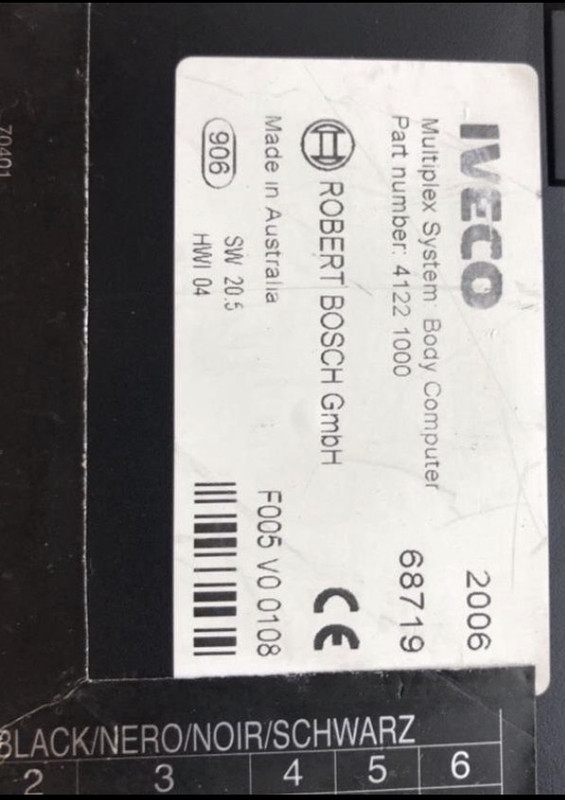 IVECO 2006
Multiplex System: Body Computer
Part number: 4122 1000 68719
ROBERT BOSCH GmbH CE
Made in Australia F005 V0 0108
906 SW 20.5
HWI 04
70401
BLACK/NERO/NOIR/SCHWARZ
2 3 4 5 6